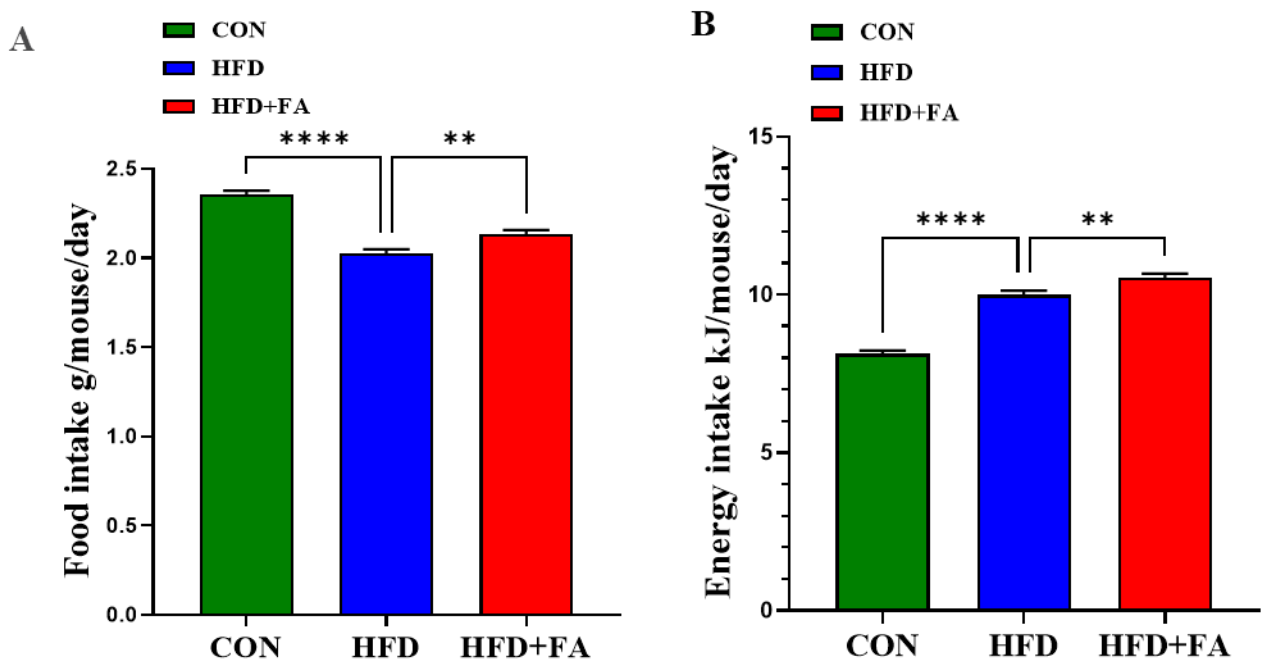 A
CON
HFD
HFD+FA
**** **
Food intake g/mouse/day
2.5
2.0
1.5
1.0
0.5
0.0
CON HFD HFD+FA
B
CON
HFD
HFD+FA
**** **
Energy intake kJ/mouse/day
15
10
5
0
CON HFD HFD+FA